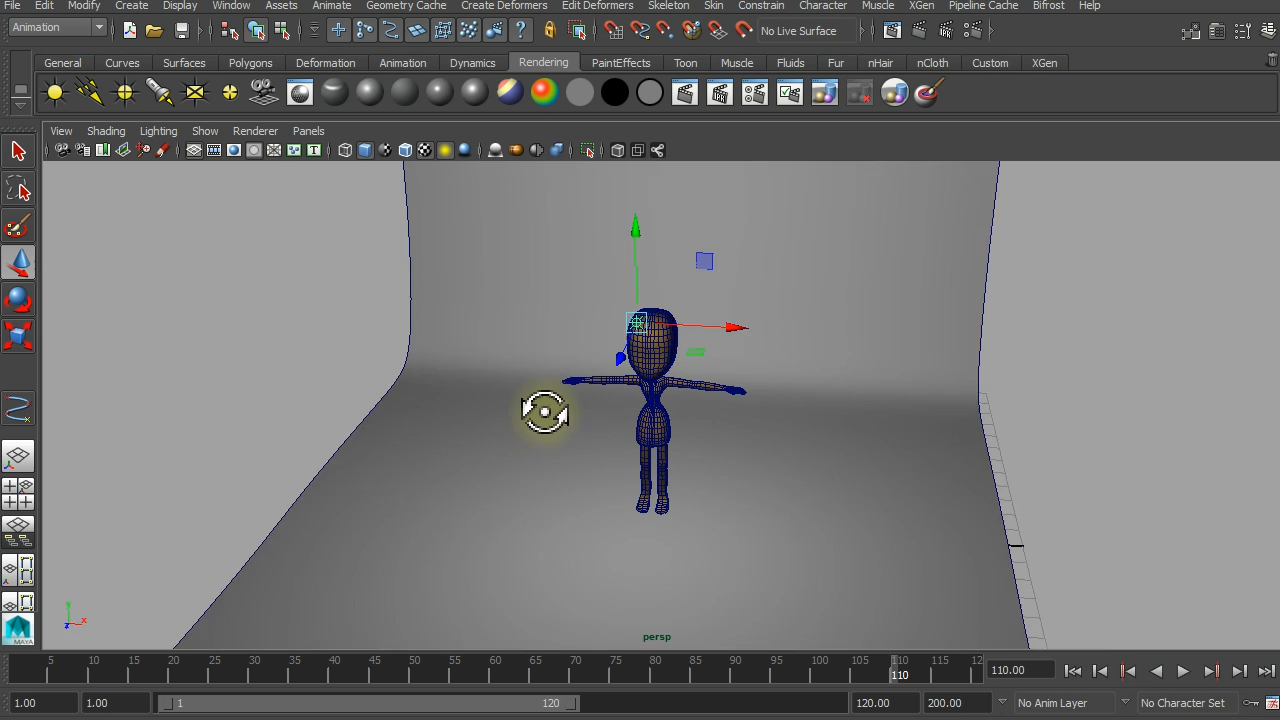 File Edit Modify Create Display Window Assets Animate Geometry Cache Create Deformers Edit Deformers Skeleton Skin Constrain Character Muscle XGen Pipeline Cache Bifrost Help
Animation No Live Surface
General Curves Surfaces Polygons Deformation Animation Dynamics Rendering PaintEffects Toon Muscle Fluids Fur nHair nCloth Custom XGen
View Shading Lighting Show Renderer Panels
y
z x
persp
MAYA
5 10 15 20 25 30 35 40 45 50 55 60 65 70 75 80 85 90 95 100 105 110 115 12
110 110.00
1.00 1.00 1 120 120.00 200.00 No Anim Layer No Character Set